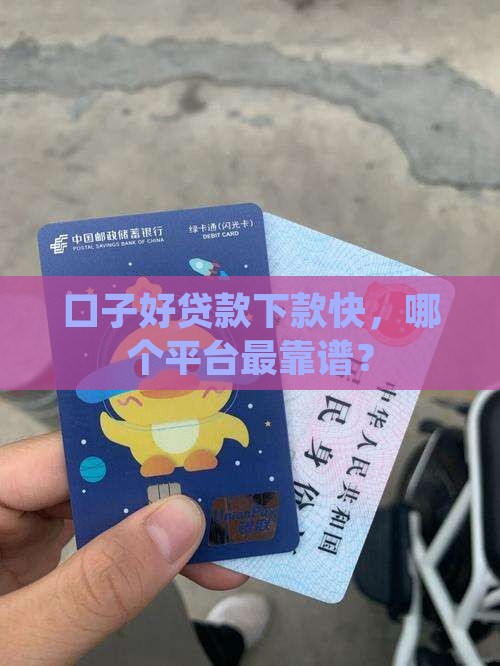 中国邮政储蓄银行
POSTAL SAVINGS BANK OF CHINA
绿卡通(闪光卡)
DEBIT CARD
口子好贷款下款快，哪
个平台最靠谱？
UnionPay
银联
中华人民共和国
居民身份